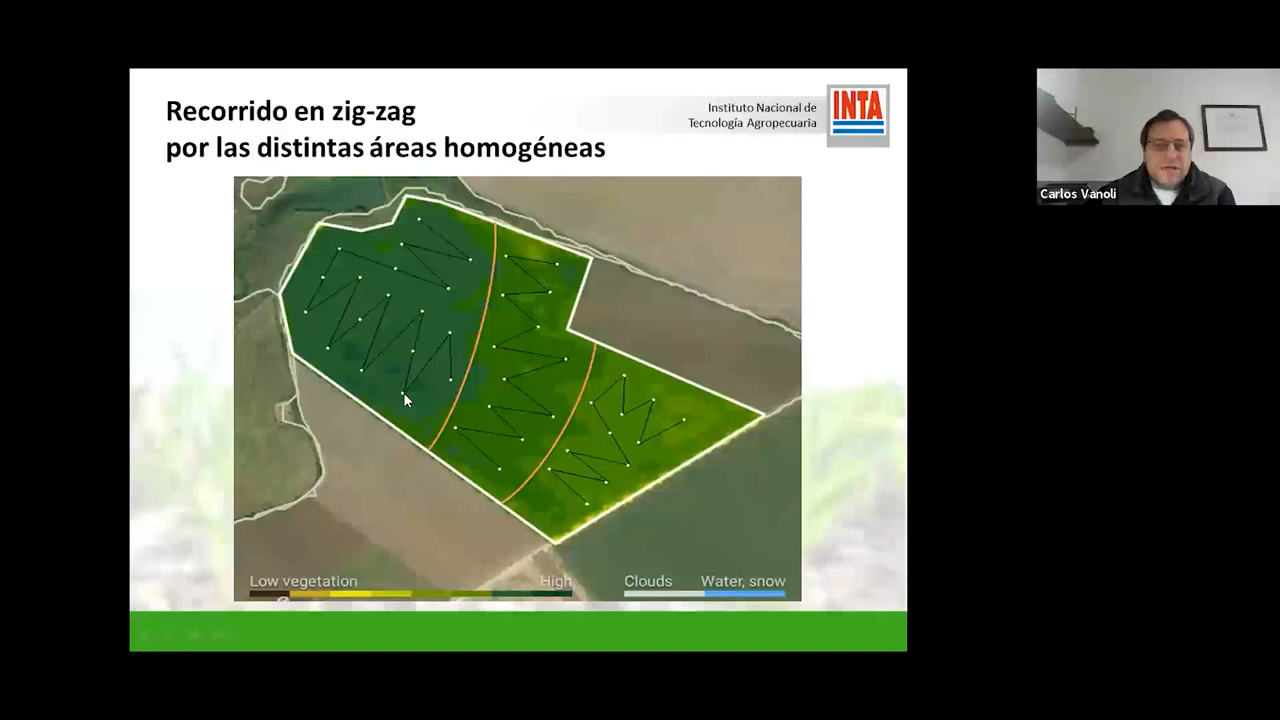 Recorrido en zig-zag
por las distintas áreas homogéneas
Instituto Nacional de
Tecnología Agropecuaria
INTA
Carlos Vanoli
Low vegetation
High
Clouds
Water, snow